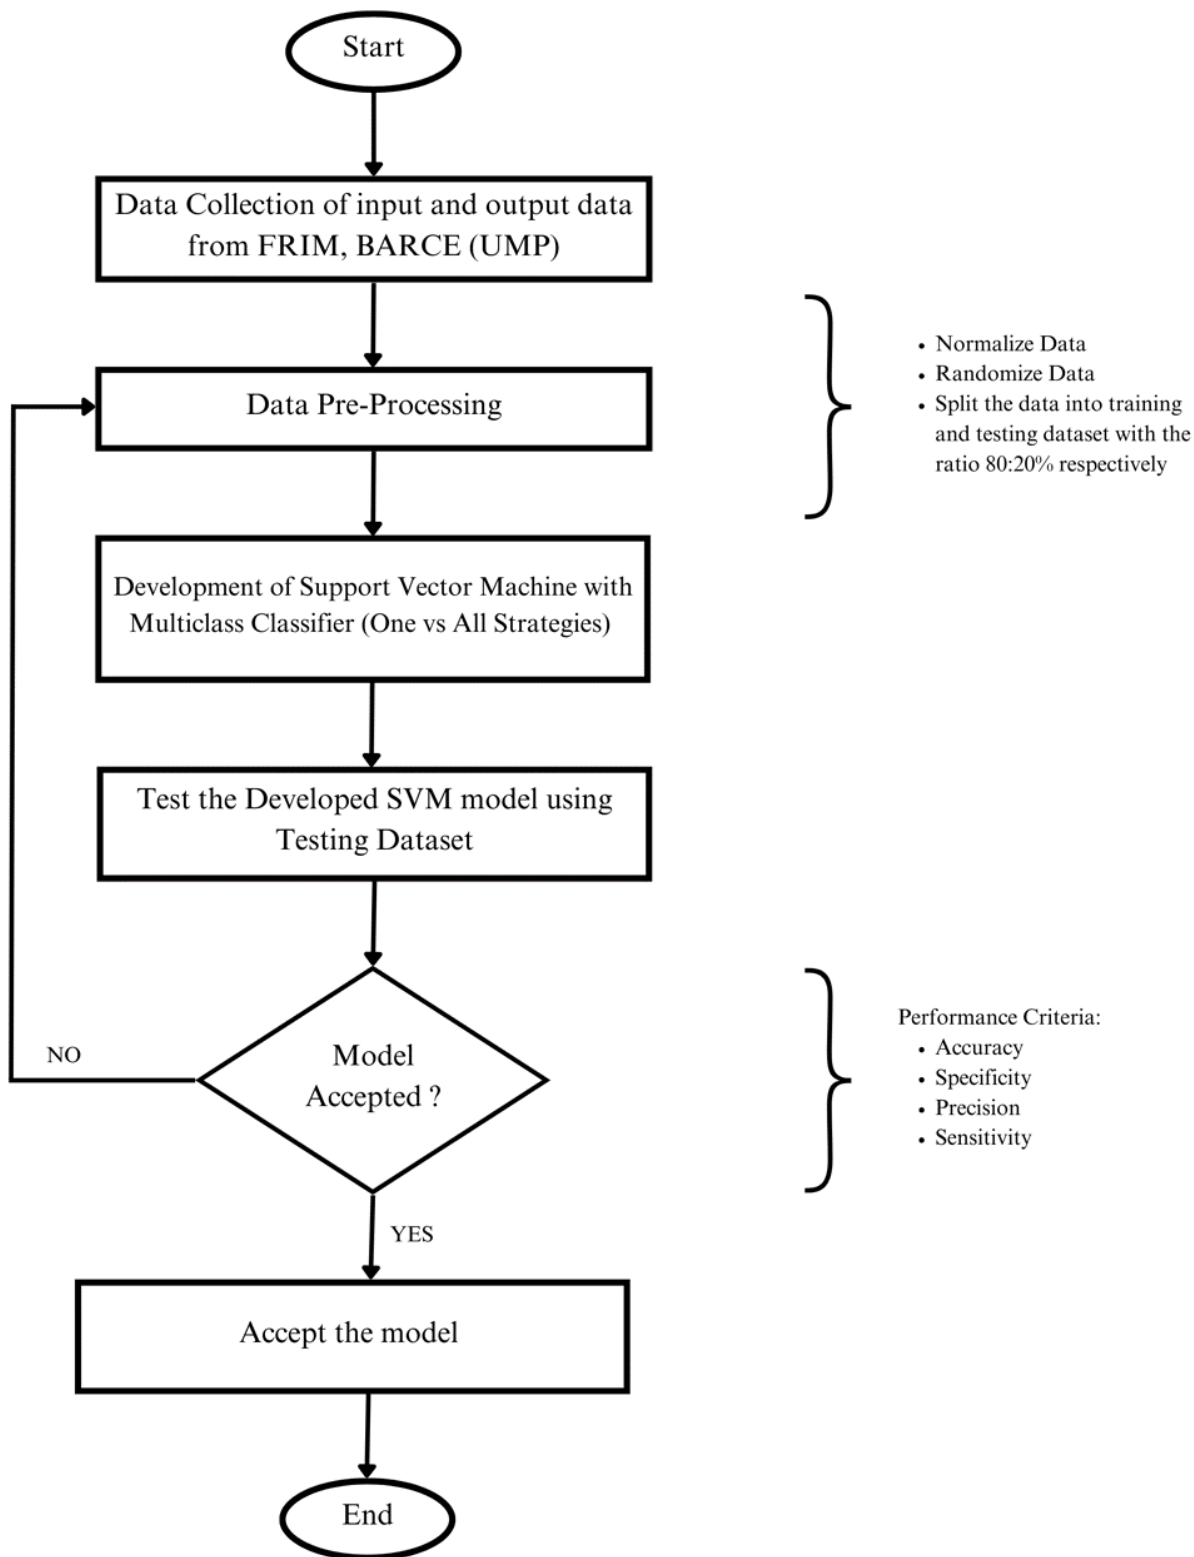 Start
Data Collection of input and output data
from FRIM, BARCE (UMP)
• Normalize Data
• Randomize Data
• Split the data into training
and testing dataset with the
ratio 80:20% respectively
Data Pre-Processing
Development of Support Vector Machine with
Multiclass Classifier (One vs All Strategies)
Test the Developed SVM model using
Testing Dataset
Model
Accepted ?
NO
Performance Criteria:
• Accuracy
• Specificity
• Precision
• Sensitivity
YES
Accept the model
End